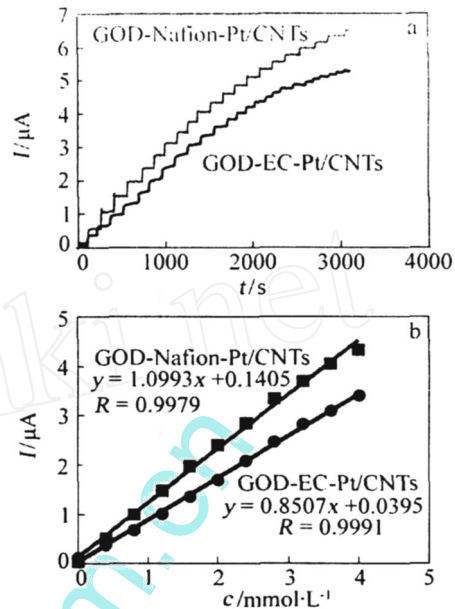 7
6
5
4
3
2
1
0
I/μA
GOD-Nafion-Pt/CNTs
a
GOD-EC-Pt/CNTs
0 1000 2000 3000 4000
t/s
5
4
3
2
1
0
I/μA
b
GOD-Nafion-Pt/CNTs
y = 1.0993x + 0.1405
R = 0.9979
GOD-EC-Pt/CNTs
y = 0.8507x + 0.0395
R = 0.9991
0 1 2 3 4 5
c/mmol·L⁻¹